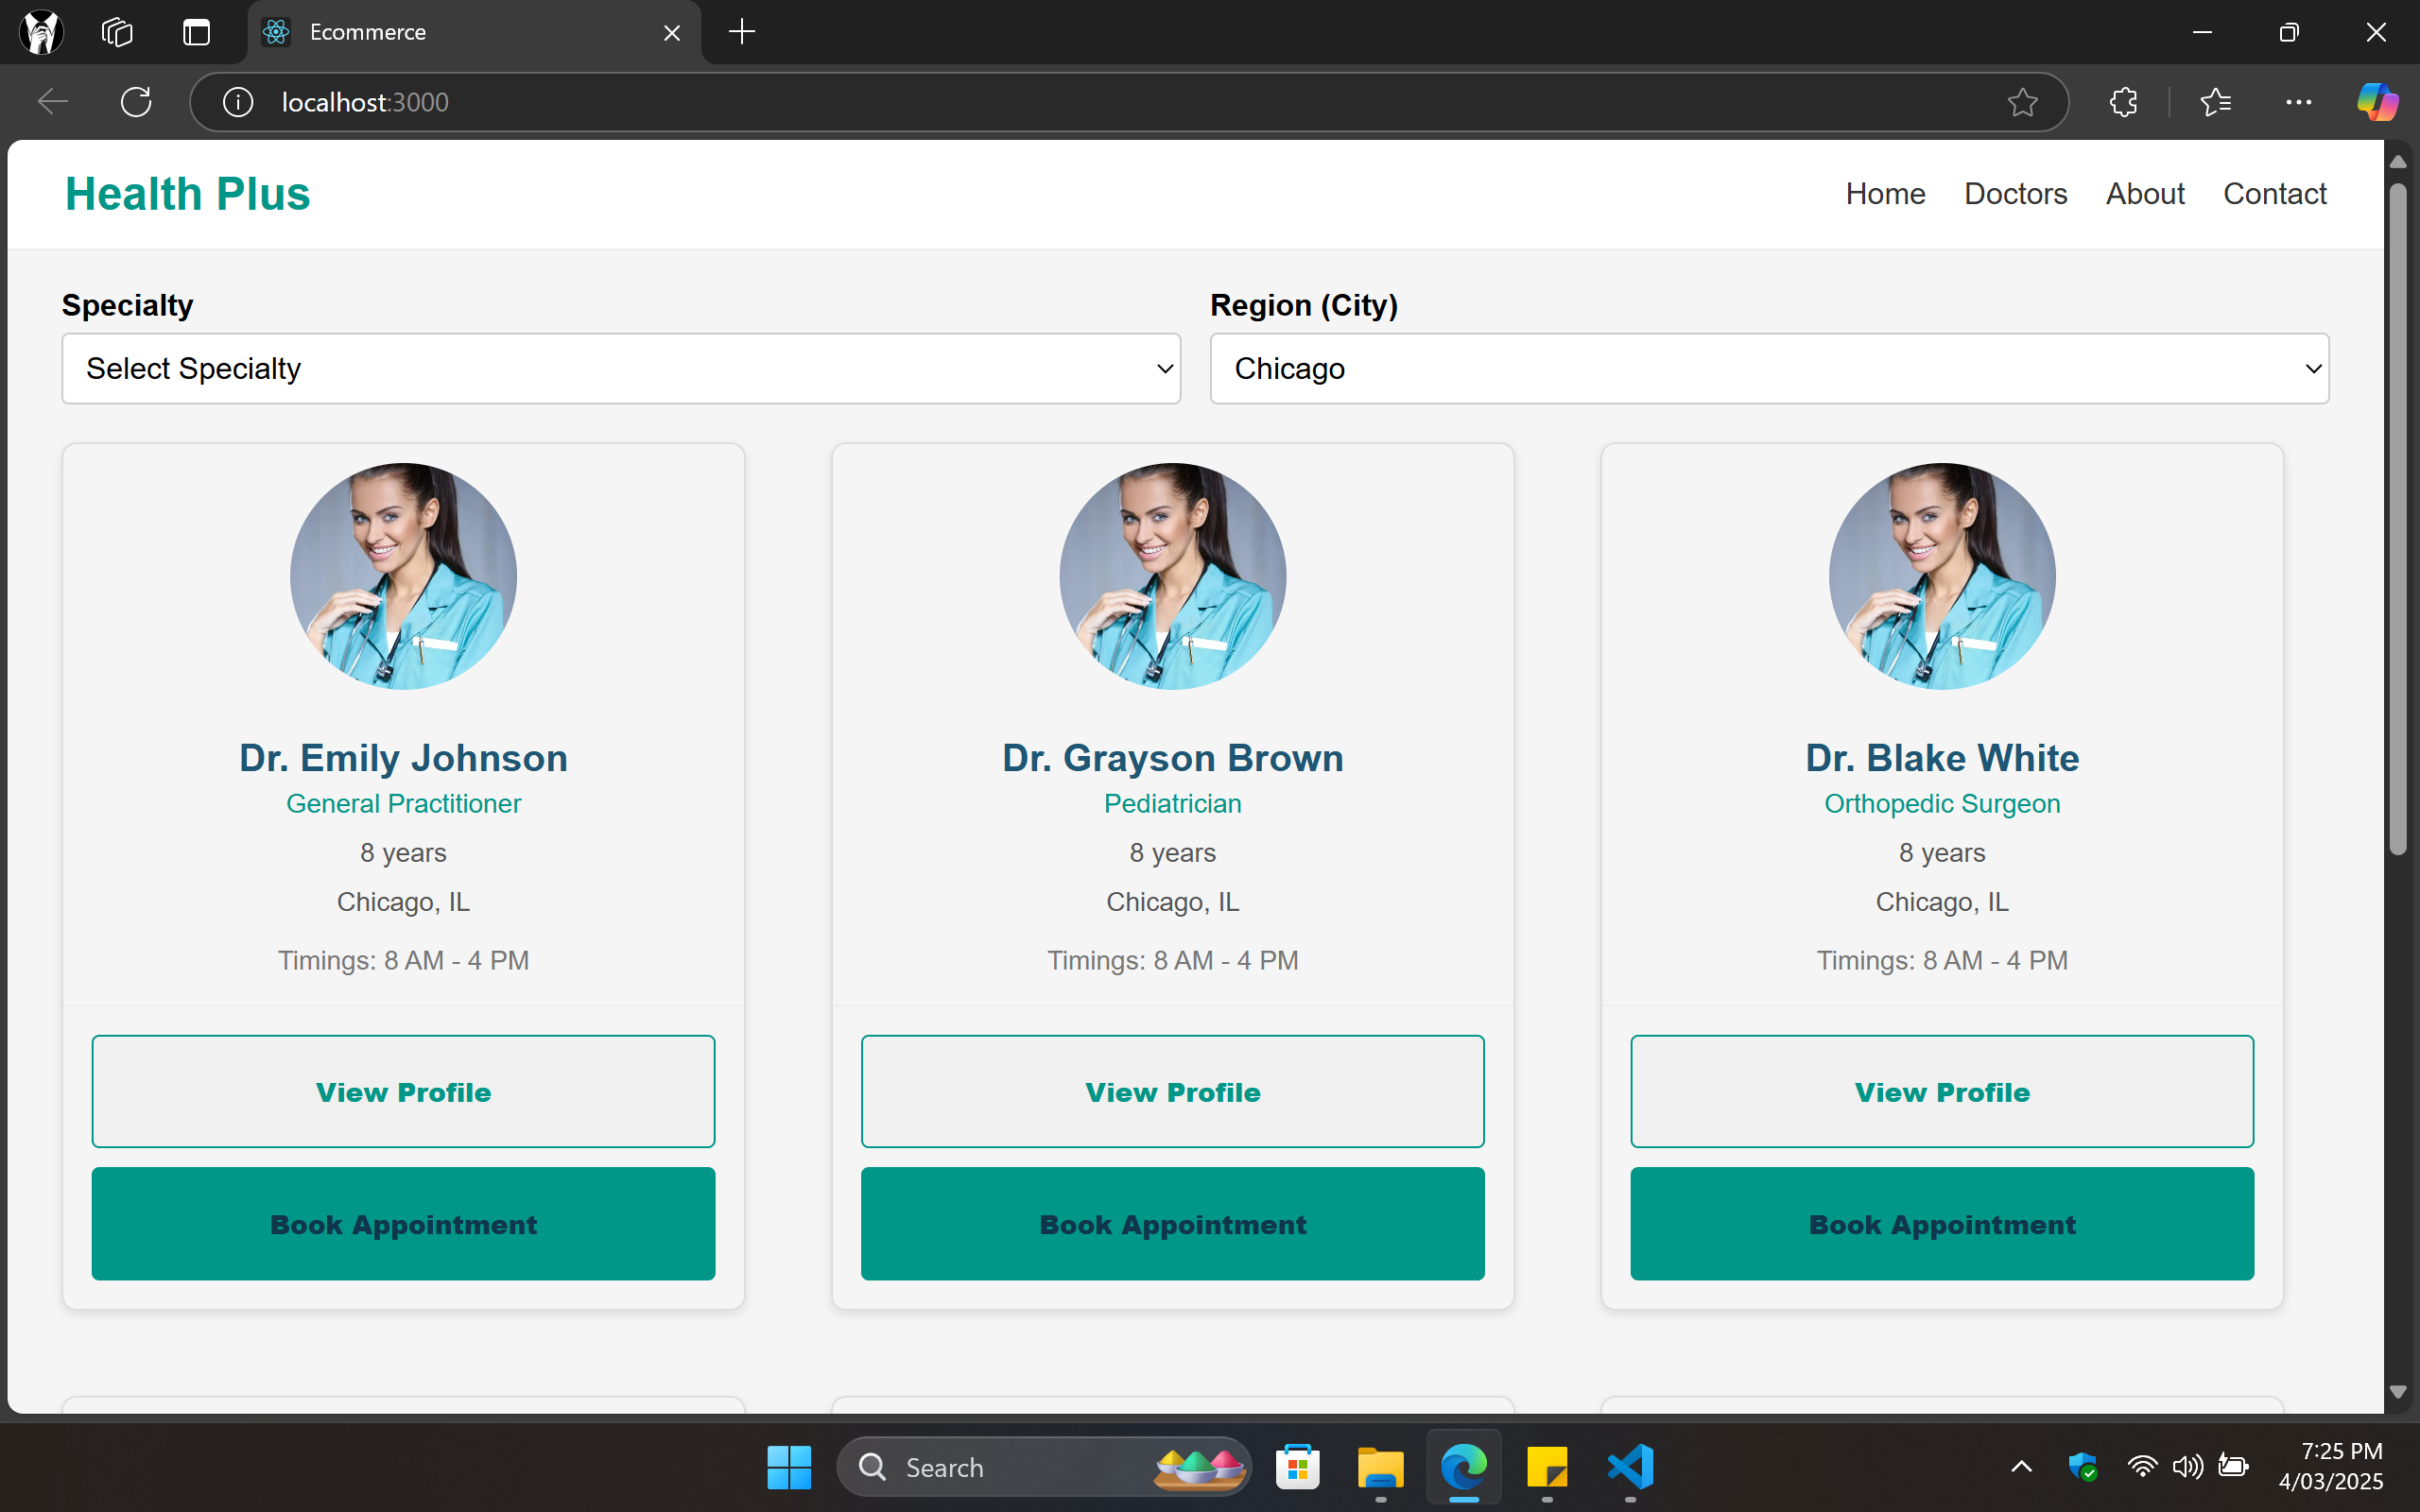 Ecommerce
localhost:3000
Health Plus
Home Doctors About Contact
Specialty
Region (City)
Select Specialty
Chicago
Dr. Emily Johnson
General Practitioner
8 years
Chicago, IL
Timings: 8 AM - 4 PM
View Profile
Book Appointment
Dr. Grayson Brown
Pediatrician
8 years
Chicago, IL
Timings: 8 AM - 4 PM
View Profile
Book Appointment
Dr. Blake White
Orthopedic Surgeon
8 years
Chicago, IL
Timings: 8 AM - 4 PM
View Profile
Book Appointment
Search
7:25 PM
4/03/2025